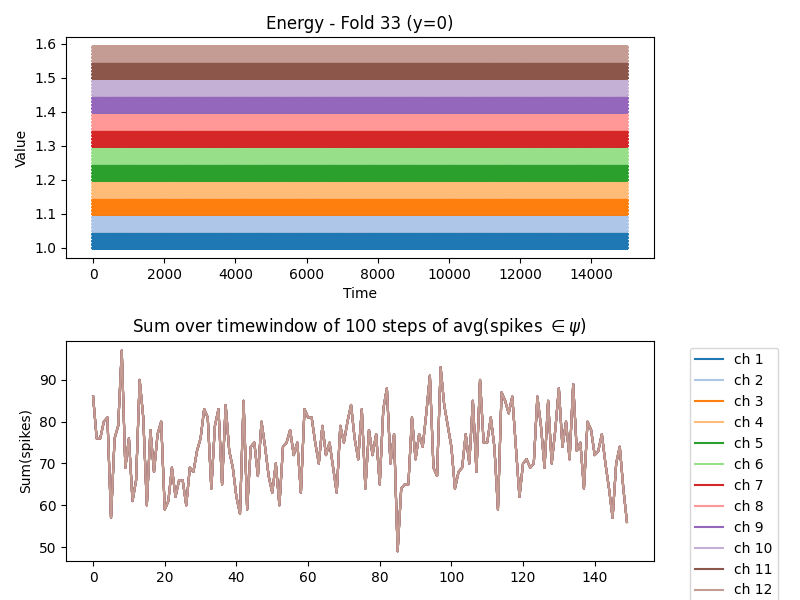 Energy - Fold 33 (y=0)
1.6
1.5
1.4
1.3
1.2
1.1
1.0
Value
0 2000 4000 6000 8000 10000 12000 14000
Time
Sum over timewindow of 100 steps of avg(spikes ∈ ψ)
90
80
70
60
50
Sum(spikes)
0 20 40 60 80 100 120 140
ch 1
ch 2
ch 3
ch 4
ch 5
ch 6
ch 7
ch 8
ch 9
ch 10
ch 11
ch 12